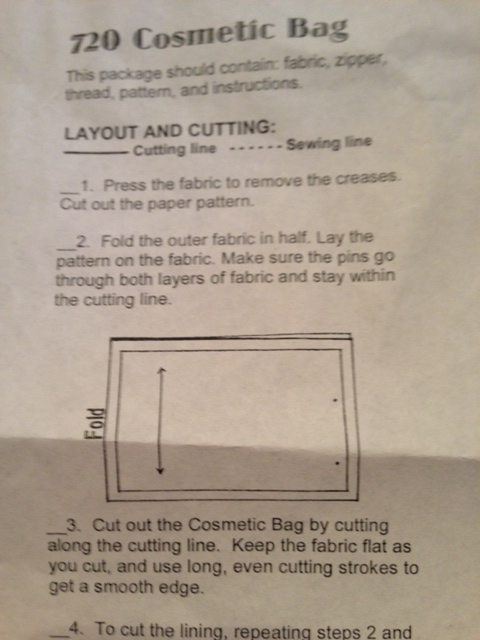 720 Cosmetic Bag
This package should contain: fabric, zipper,
thread, pattern, and instructions.
LAYOUT AND CUTTING:
———— Cutting line ------ Sewing line
__1. Press the fabric to remove the creases.
Cut out the paper pattern.
__2. Fold the outer fabric in half. Lay the
pattern on the fabric. Make sure the pins go
through both layers of fabric and stay within
the cutting line.
Fold
__3. Cut out the Cosmetic Bag by cutting
along the cutting line. Keep the fabric flat as
you cut, and use long, even cutting strokes to
get a smooth edge.
__4. To cut the lining, repeating steps 2 and